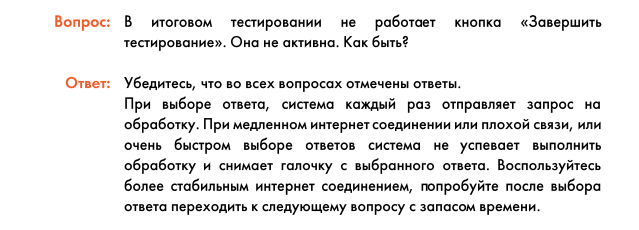 Вопрос: В итоговом тестировании не работает кнопка «Завершить
тестирование». Она не активна. Как быть?
Ответ: Убедитесь, что во всех вопросах отмечены ответы.
При выборе ответа, система каждый раз отправляет запрос на
обработку. При медленном интернет соединении или плохой связи, или
очень быстром выборе ответов система не успевает выполнить
обработку и снимает галочку с выбранного ответа. Воспользуйтесь
более стабильным интернет соединением, попробуйте после выбора
ответа переходить к следующему вопросу с запасом времени.